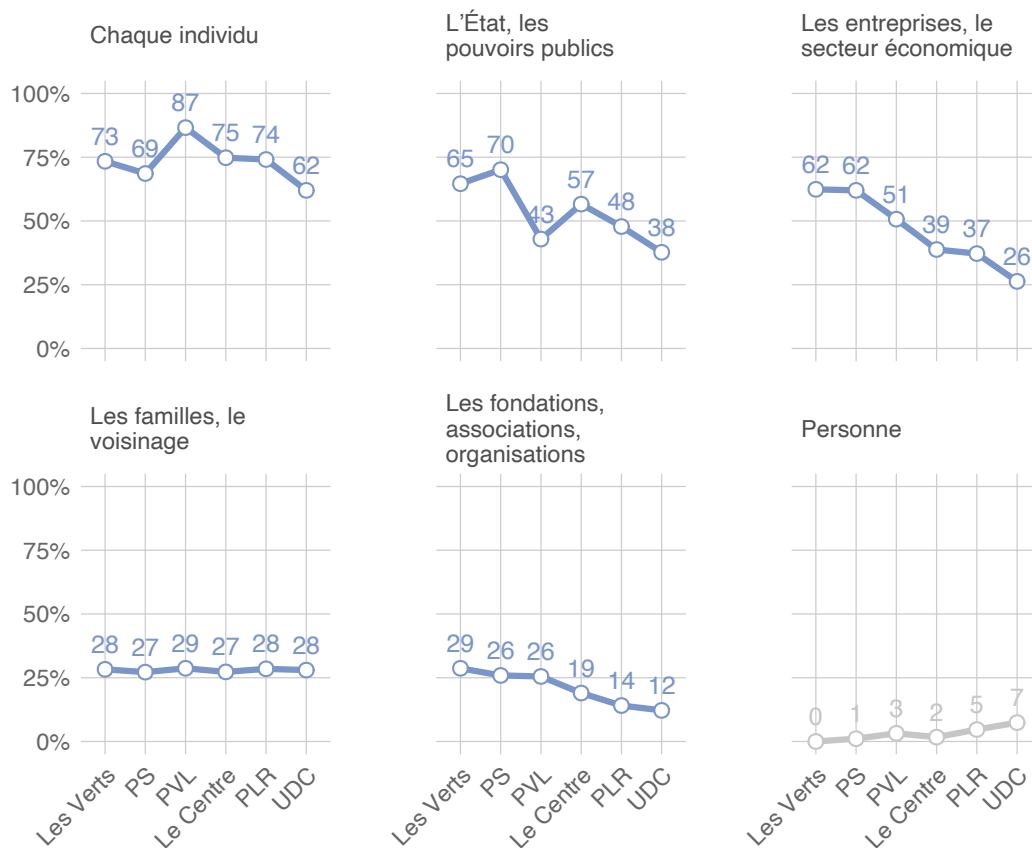 Chaque individu
L'État, les
pouvoirs publics
Les entreprises, le
secteur économique
100%
75%
50%
25%
0%
73
69
87
75
74
62
65
70
43
57
48
38
62
62
51
39
37
26
Les familles, le
voisinage
Les fondations,
associations,
organisations
Personne
100%
75%
50%
25%
0%
28
27
29
27
28
28
29
26
26
19
14
12
0
1
3
2
5
7
Les Verts
PS
PVL
Le Centre
PLR
UDC
Les Verts
PS
PVL
Le Centre
PLR
UDC
Les Verts
PS
PVL
Le Centre
PLR
UDC